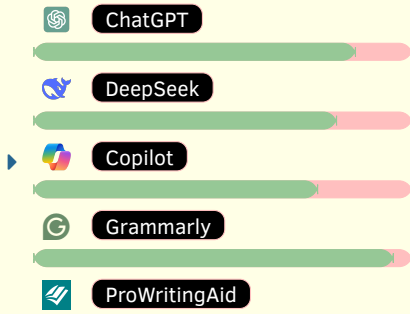 ChatGPT
DeepSeek
Copilot
Grammarly
ProWritingAid